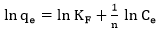 ln qₑ = ln K_F + 1/n ln Cₑ